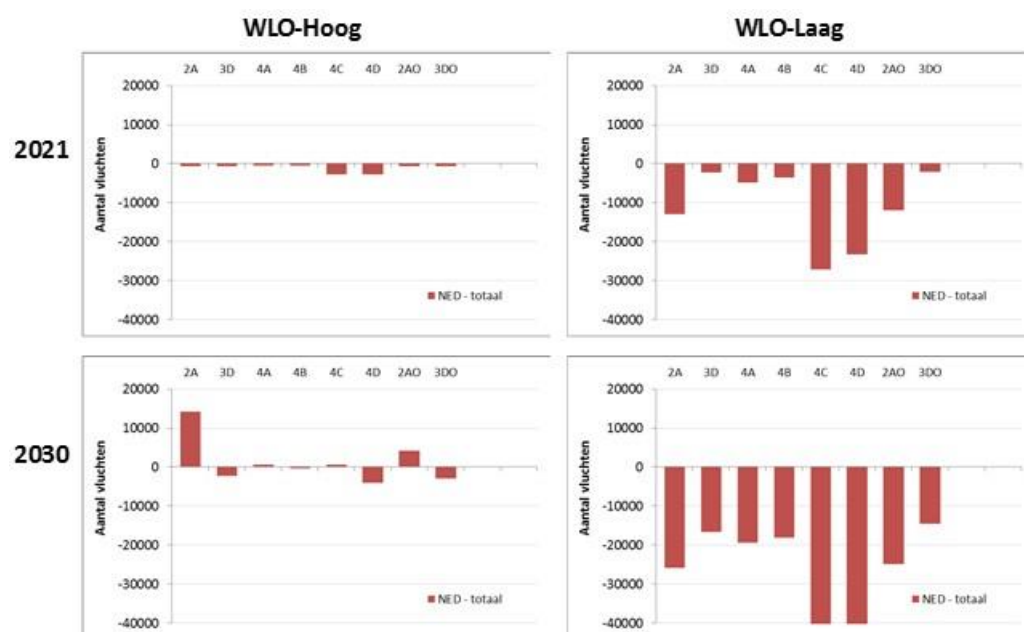 WLO-Hoog WLO-Laag
2021
2A 3D 4A 4B 4C 4D 2AO 3DO
20000
10000
0
-10000
-20000
-30000
-40000
Aantal vluchten
NED - totaal
2A 3D 4A 4B 4C 4D 2AO 3DO
20000
10000
0
-10000
-20000
-30000
-40000
Aantal vluchten
NED - totaal
2030
2A 3D 4A 4B 4C 4D 2AO 3DO
20000
10000
0
-10000
-20000
-30000
-40000
Aantal vluchten
NED - totaal
2A 3D 4A 4B 4C 4D 2AO 3DO
20000
10000
0
-10000
-20000
-30000
-40000
Aantal vluchten
NED - totaal